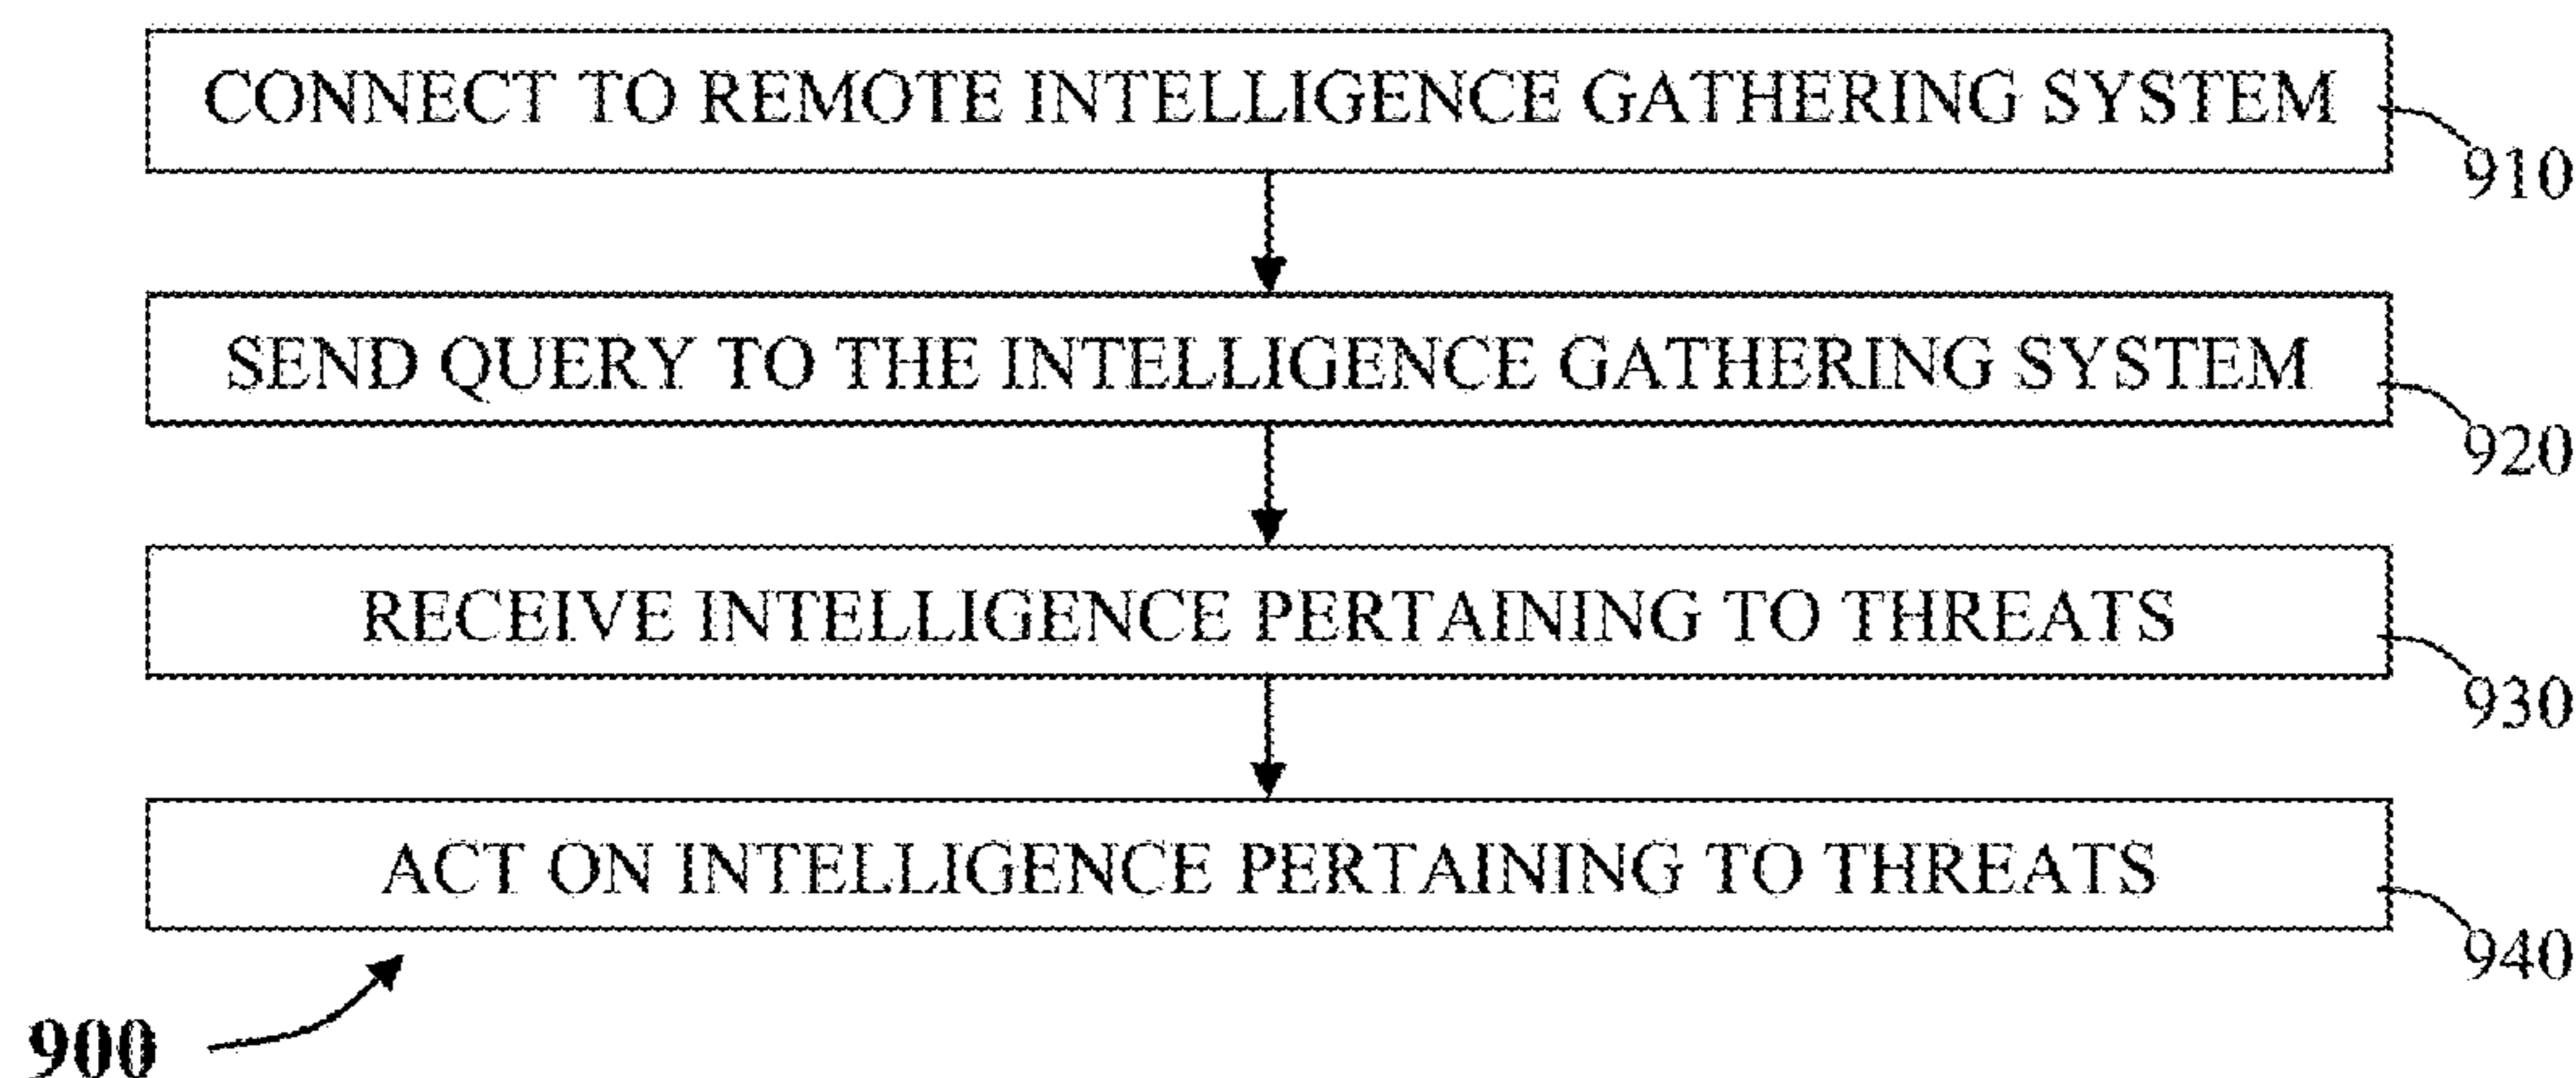 CONNECT TO REMOTE INTELLIGENCE GATHERING SYSTEM
910
SEND QUERY TO THE INTELLIGENCE GATHERING SYSTEM
920
RECEIVE INTELLIGENCE PERTAINING TO THREATS
930
ACT ON INTELLIGENCE PERTAINING TO THREATS
940
900